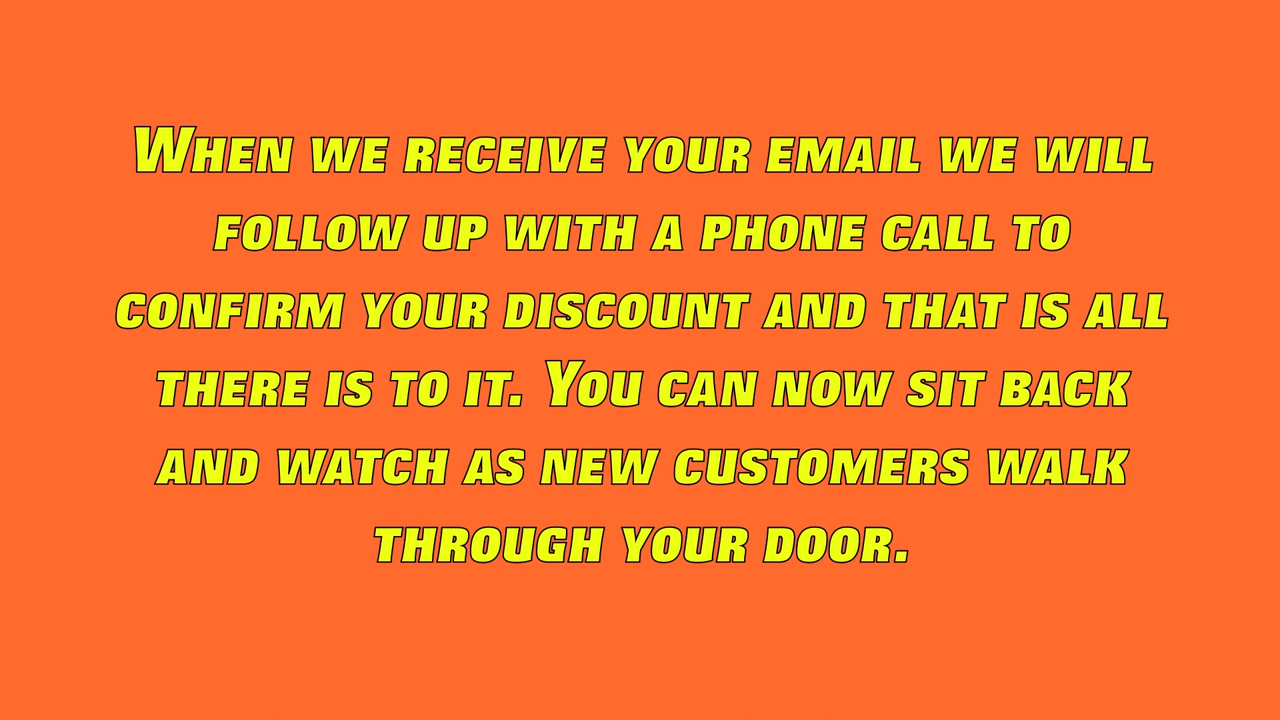 When we receive your email we will
follow up with a phone call to
confirm your discount and that is all
there is to it. You can now sit back
and watch as new customers walk
through your door.